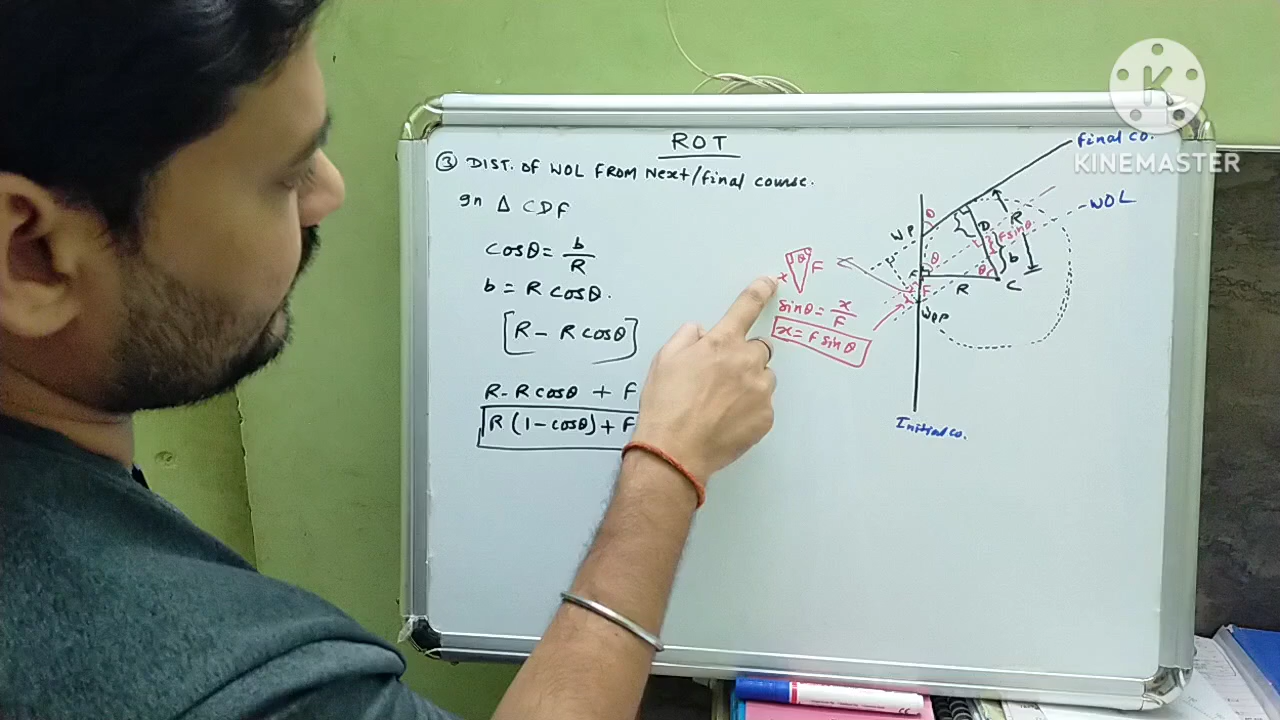 ROT
③ DIST. OF WOL FROM Next/final course.
In Δ CDF
cosθ = b/R
b = R cosθ.
[R - R cosθ]
R - R cosθ + F
R (1 - cosθ) + F
θ
F
x
sinθ = x/F
x = F sinθ
final co.
KINEMASTER
K
WOL
WP
θ
D
R
F sinθ
b
θ
F
θ
R
C
F
WOP
Initial co.